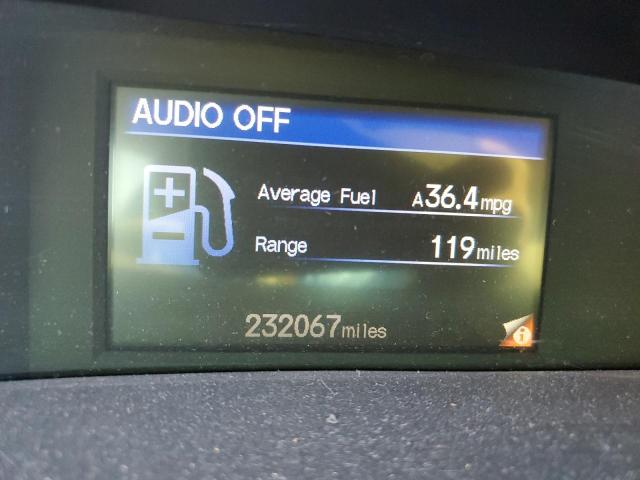 AUDIO OFF
Average Fuel A36.4mpg
Range 119miles
232067miles
i